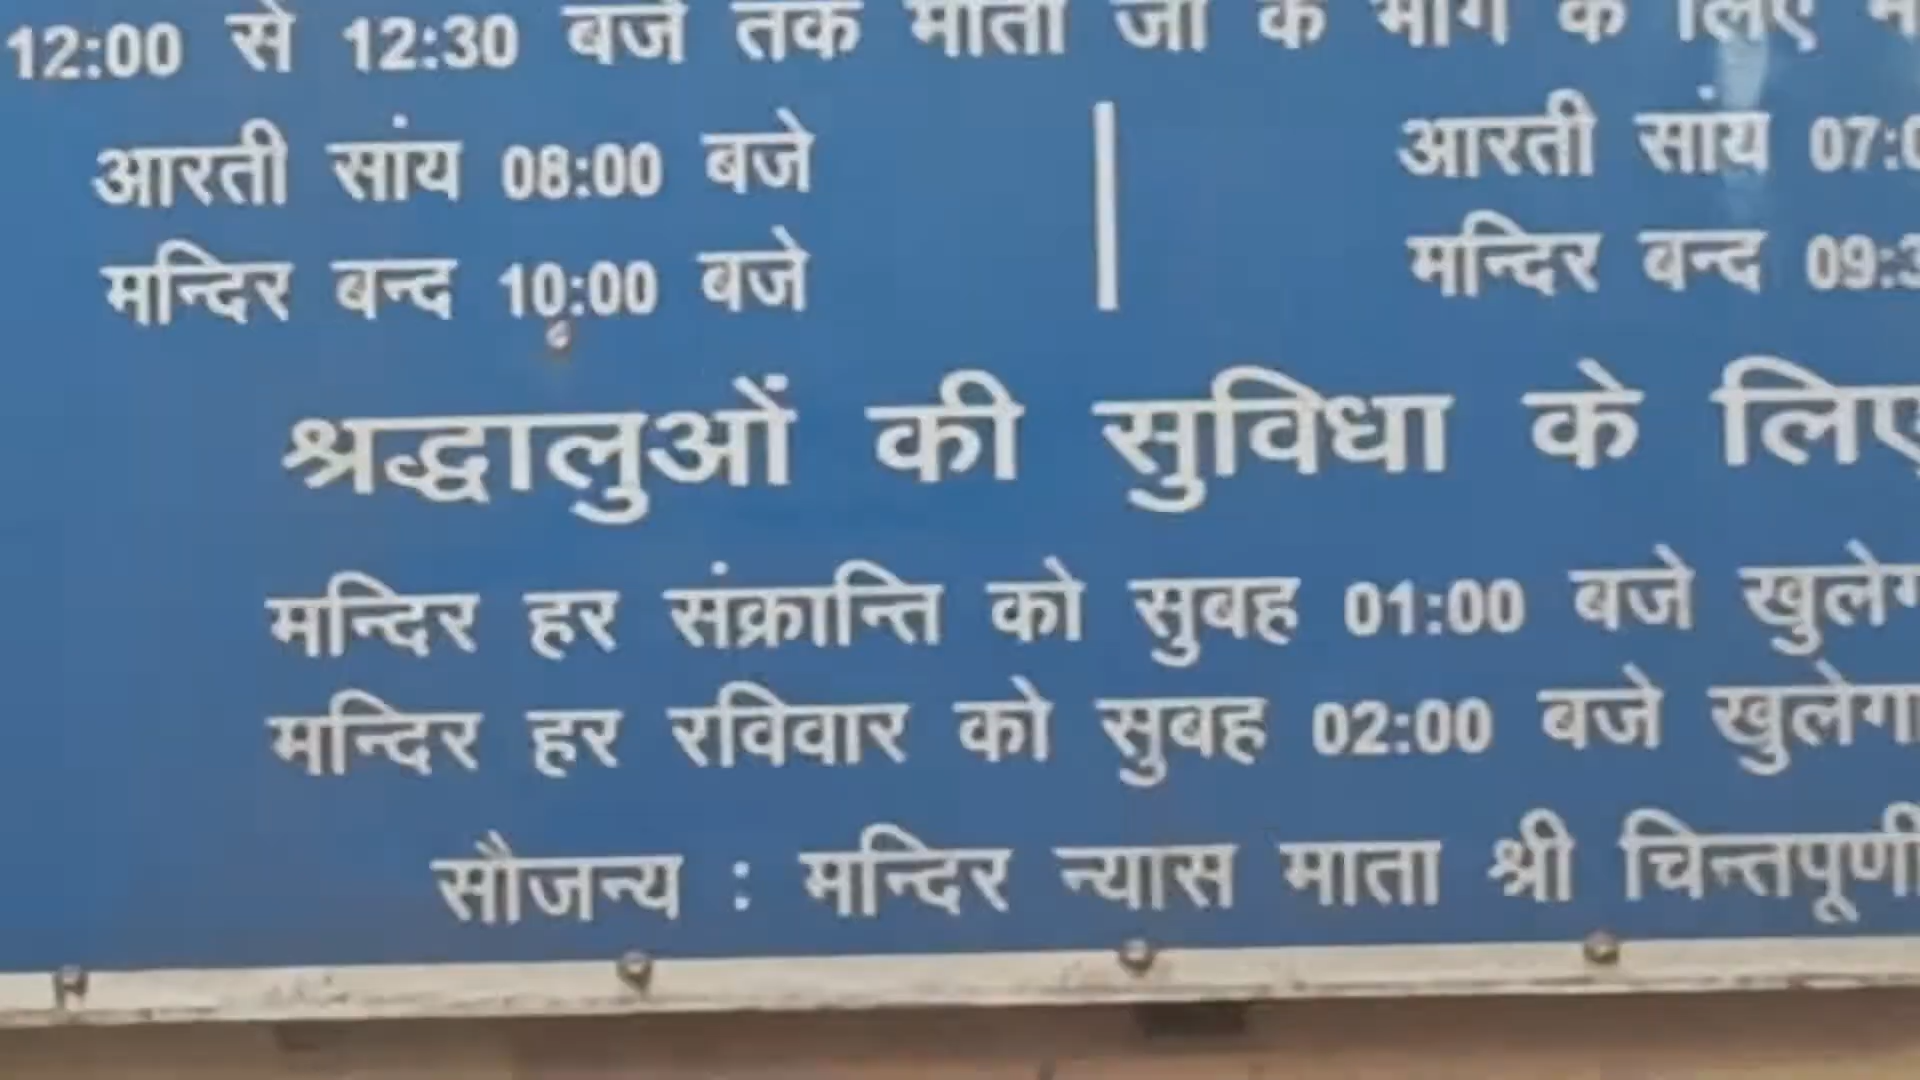 12:00 से 12:30 बजे तक माता जी के भोग के लिए
आरती सांय 08:00 बजे | आरती सांय 07:0
मन्दिर बन्द 10:00 बजे | मन्दिर बन्द 09:3
श्रद्धालुओं की सुविधा के लिए
मन्दिर हर संक्रान्ति को सुबह 01:00 बजे खुलेग
मन्दिर हर रविवार को सुबह 02:00 बजे खुलेगा
सौजन्य : मन्दिर न्यास माता श्री चिन्तपूर्णी